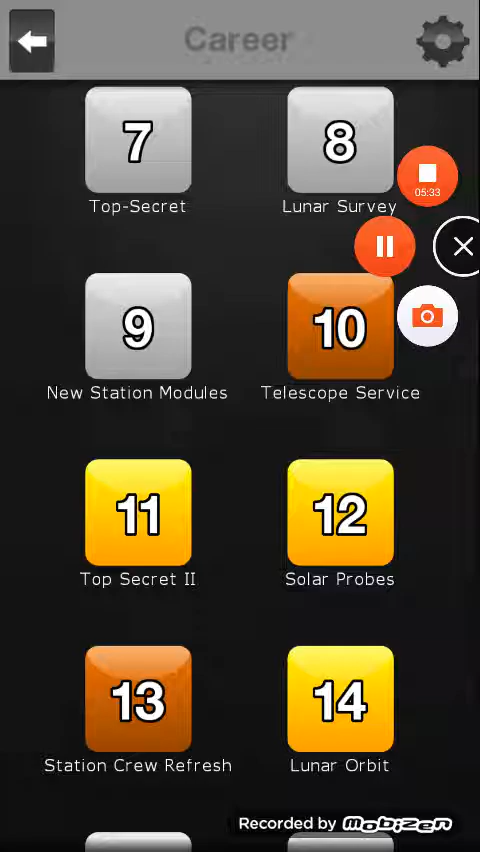 Career
7
8
Top-Secret
Lunar Survey
05:33
9
10
New Station Modules
Telescope Service
11
12
Top Secret II
Solar Probes
13
14
Station Crew Refresh
Lunar Orbit
Recorded by Mobizen